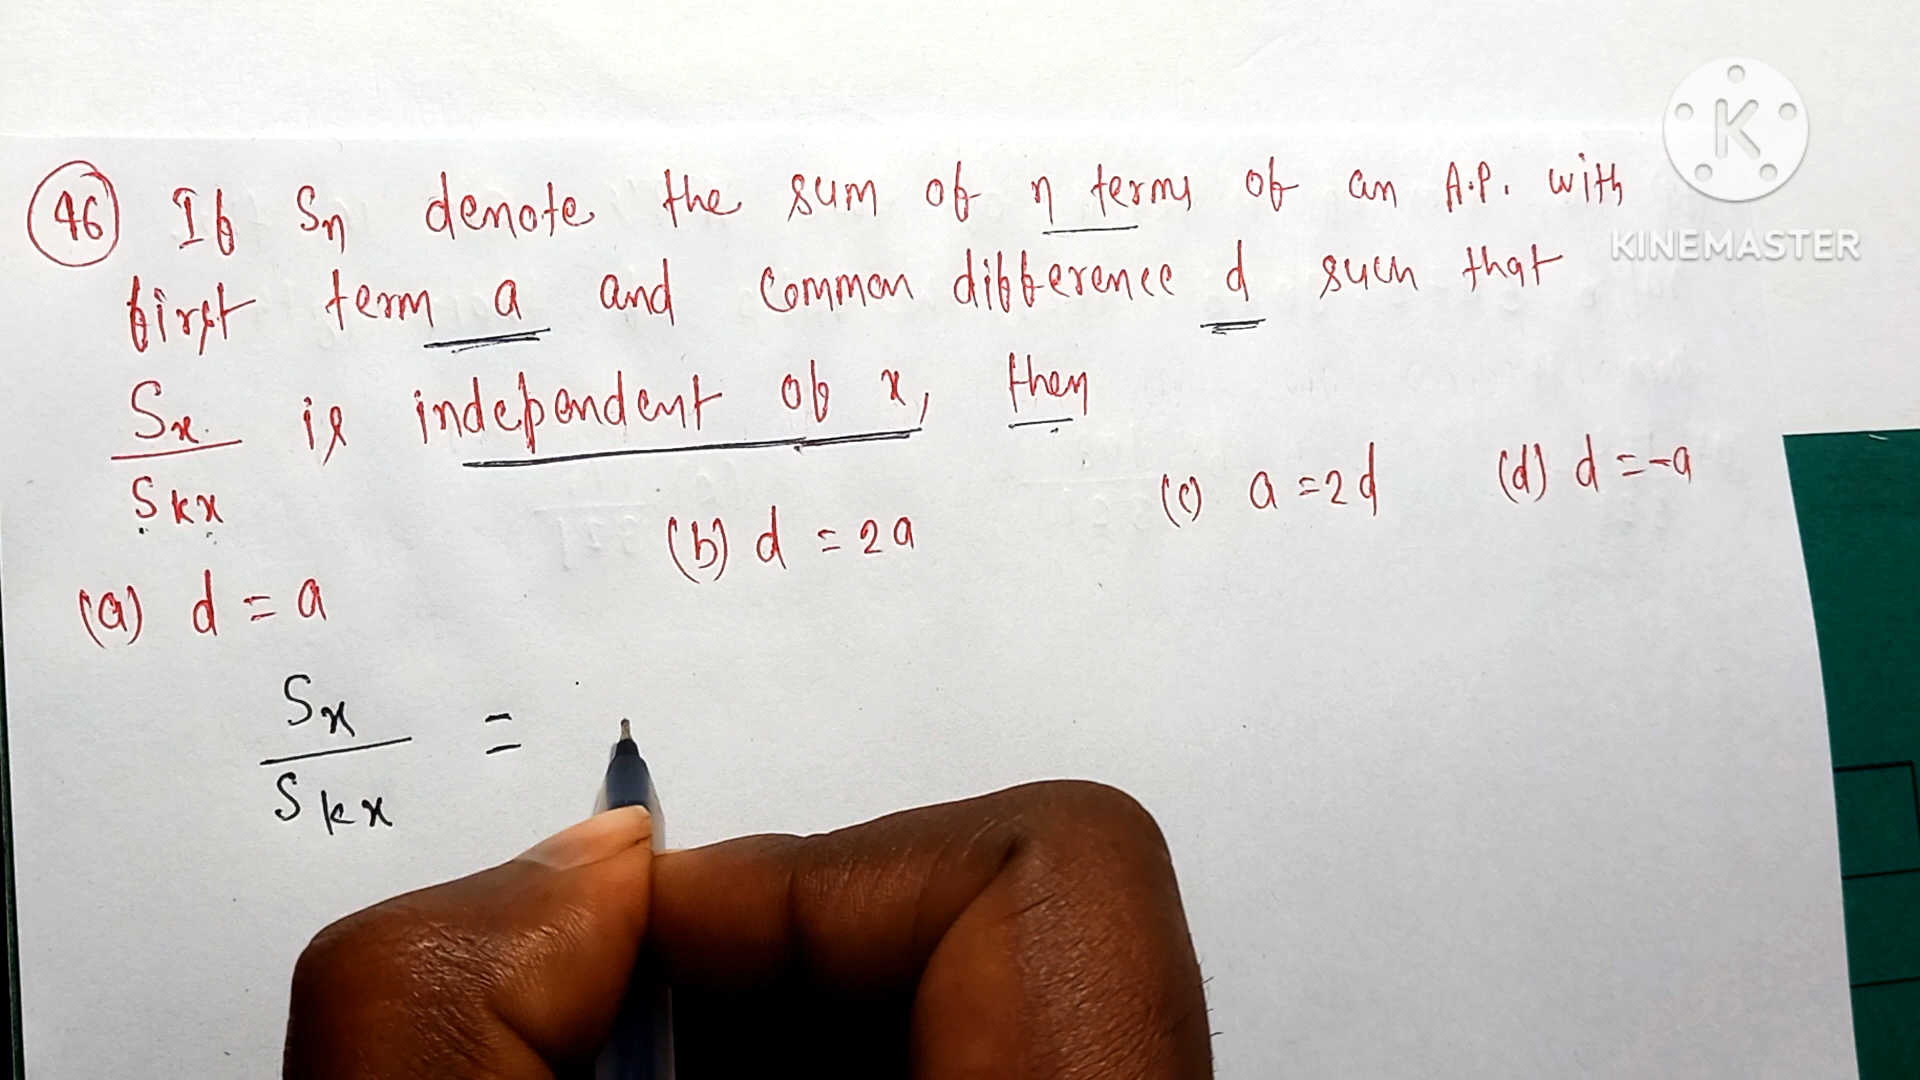 46 If Sn denote the sum of n terms of an A.P. with
first term a and common difference d such that
Sx/Skx is independent of x, then
(a) d = a (b) d = 2a (c) a = 2d (d) d = -a
Sx/Skx =
K
KINEMASTER